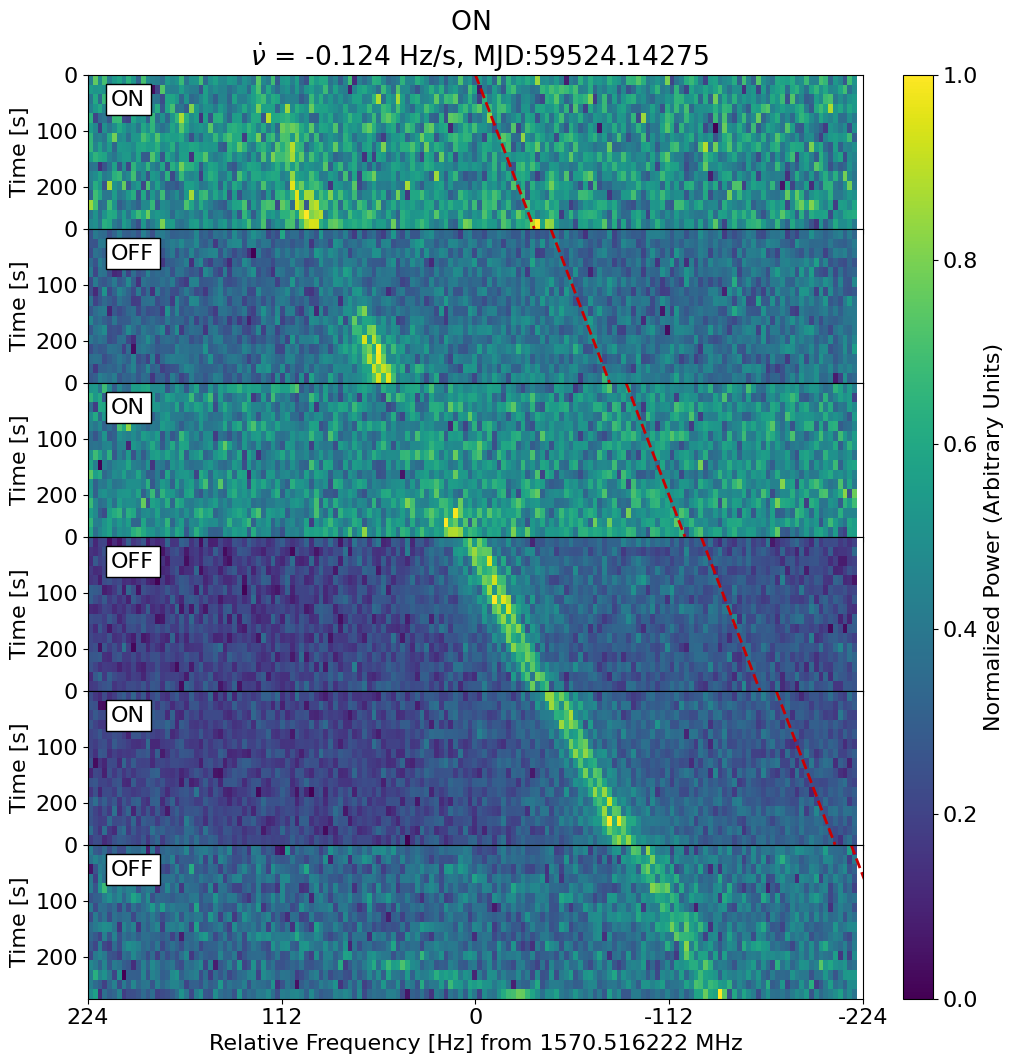 ON
ν̇ = -0.124 Hz/s, MJD:59524.14275
0
ON
100
Time [s]
200
0
OFF
100
Time [s]
200
0
ON
100
Time [s]
200
0
OFF
100
Time [s]
200
0
ON
100
Time [s]
200
0
OFF
100
Time [s]
200
224 112 0 -112 -224
Relative Frequency [Hz] from 1570.516222 MHz
1.0
0.8
0.6
0.4
0.2
0.0
Normalized Power (Arbitrary Units)